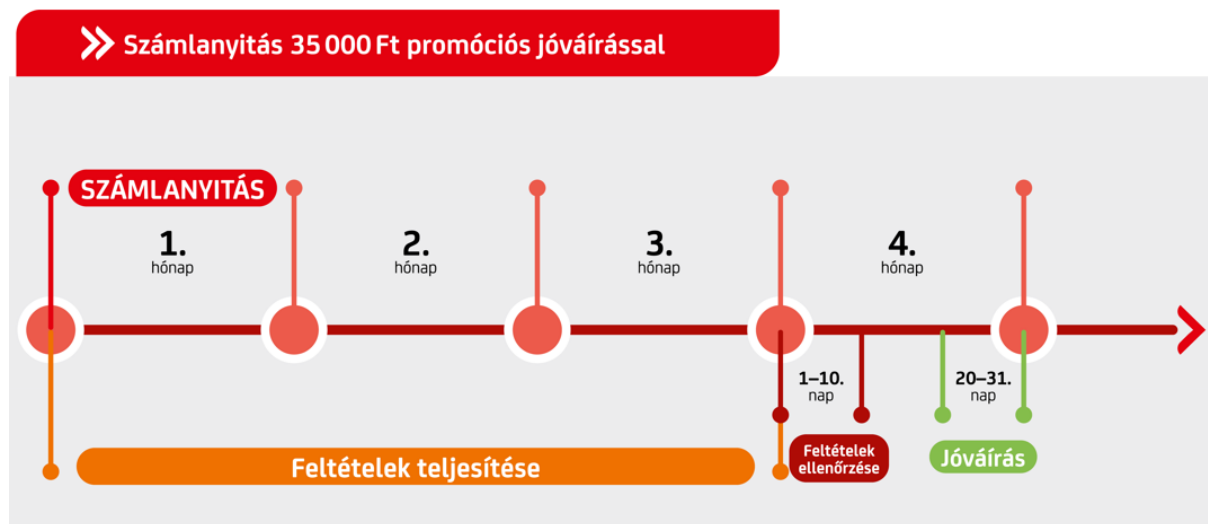 Számlanyitás 35 000 Ft promóciós jóváírással
SZÁMLANYITÁS
1.
hónap
2.
hónap
3.
hónap
4.
hónap
1–10.
nap
20–31.
nap
Feltételek teljesítése
Feltételek
ellenőrzése
Jóváírás